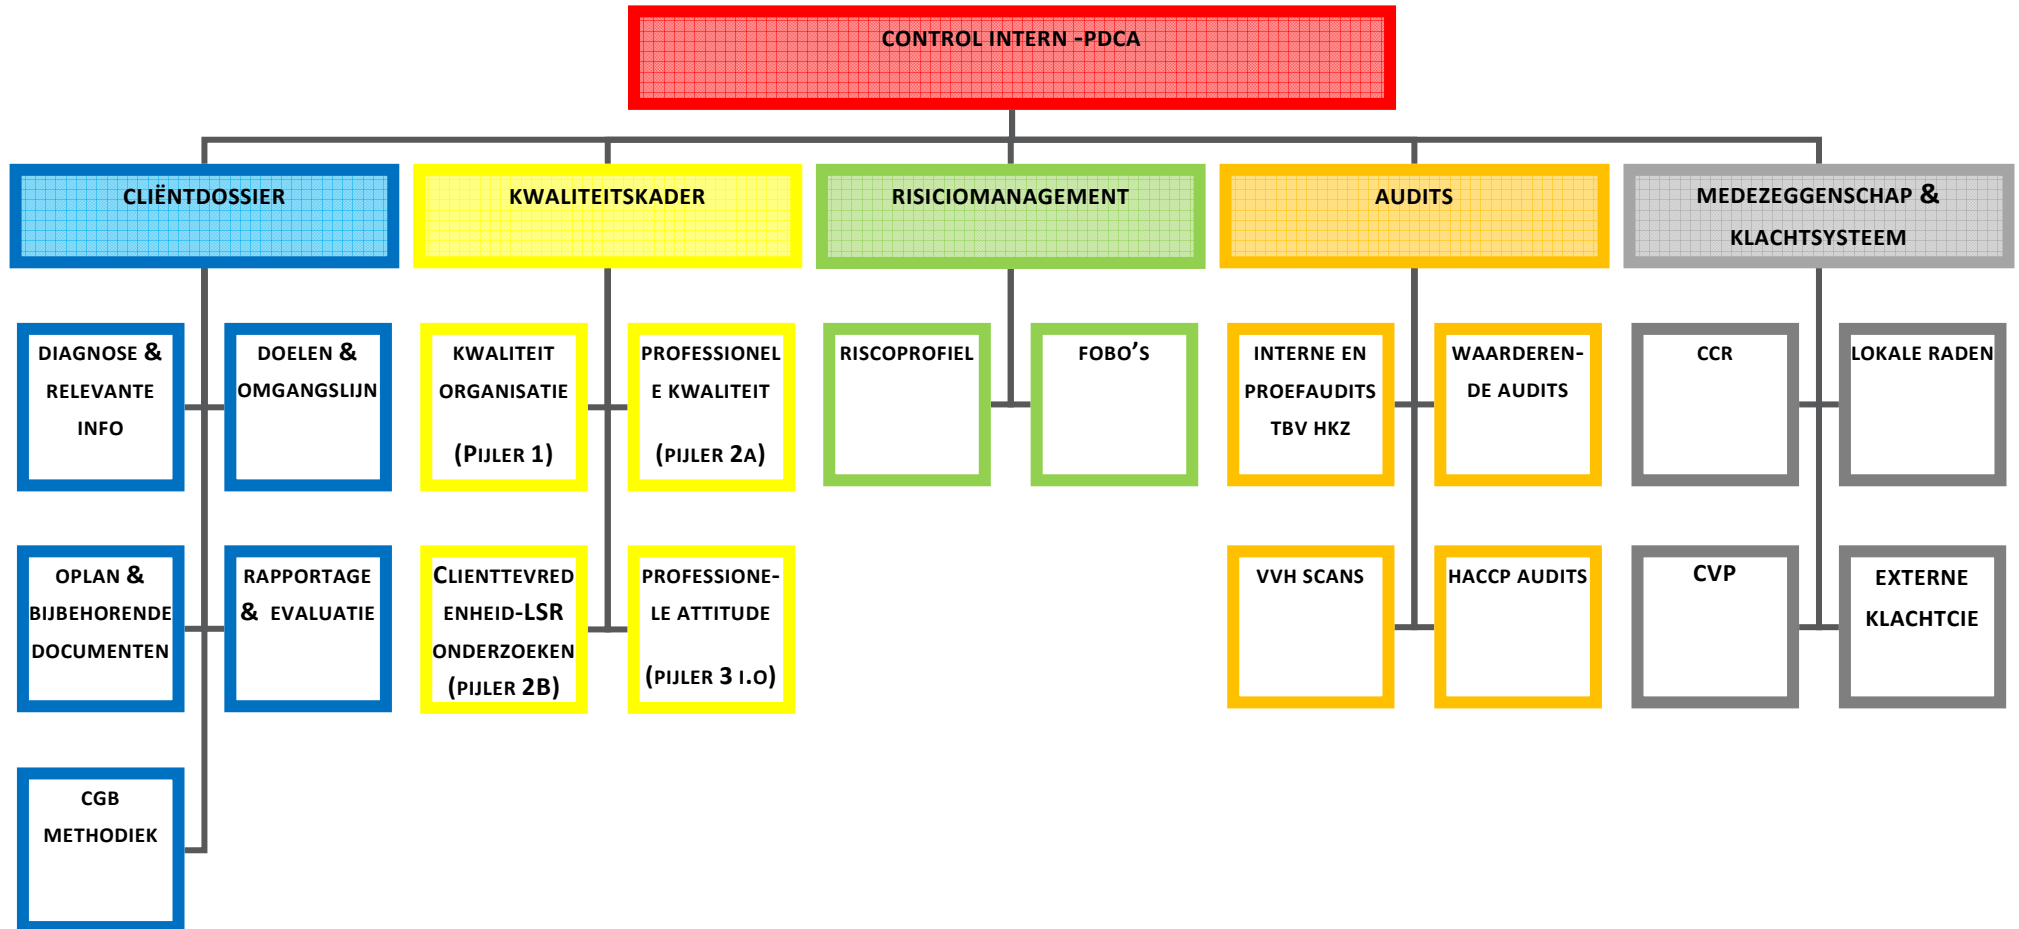 CONTROL INTERN -PDCA
CLIËNTDOSSIER
KWALITEITSKADER
RISICIOMANAGEMENT
AUDITS
MEDEZEGGENSCHAP &
KLACHTSYSTEEM
DIAGNOSE &
RELEVANTE
INFO
DOELEN &
OMGANGSLIJN
KWALITEIT
ORGANISATIE
(PIJLER 1)
PROFESSIONEL
E KWALITEIT
(PIJLER 2A)
RISCOPROFIEL
FOBO'S
INTERNE EN
PROEFAUDITS
TBV HKZ
WAARDEREN-
DE AUDITS
CCR
LOKALE RADEN
OPLAN &
BIJBEHORENDE
DOCUMENTEN
RAPPORTAGE
& EVALUATIE
CLIENTTEVRED
ENHEID-LSR
ONDERZOEKEN
(PIJLER 2B)
PROFESSIONE-
LE ATTITUDE
(PIJLER 3 I.O)
VVH SCANS
HACCP AUDITS
CVP
EXTERNE
KLACHTCIE
CGB
METHODIEK